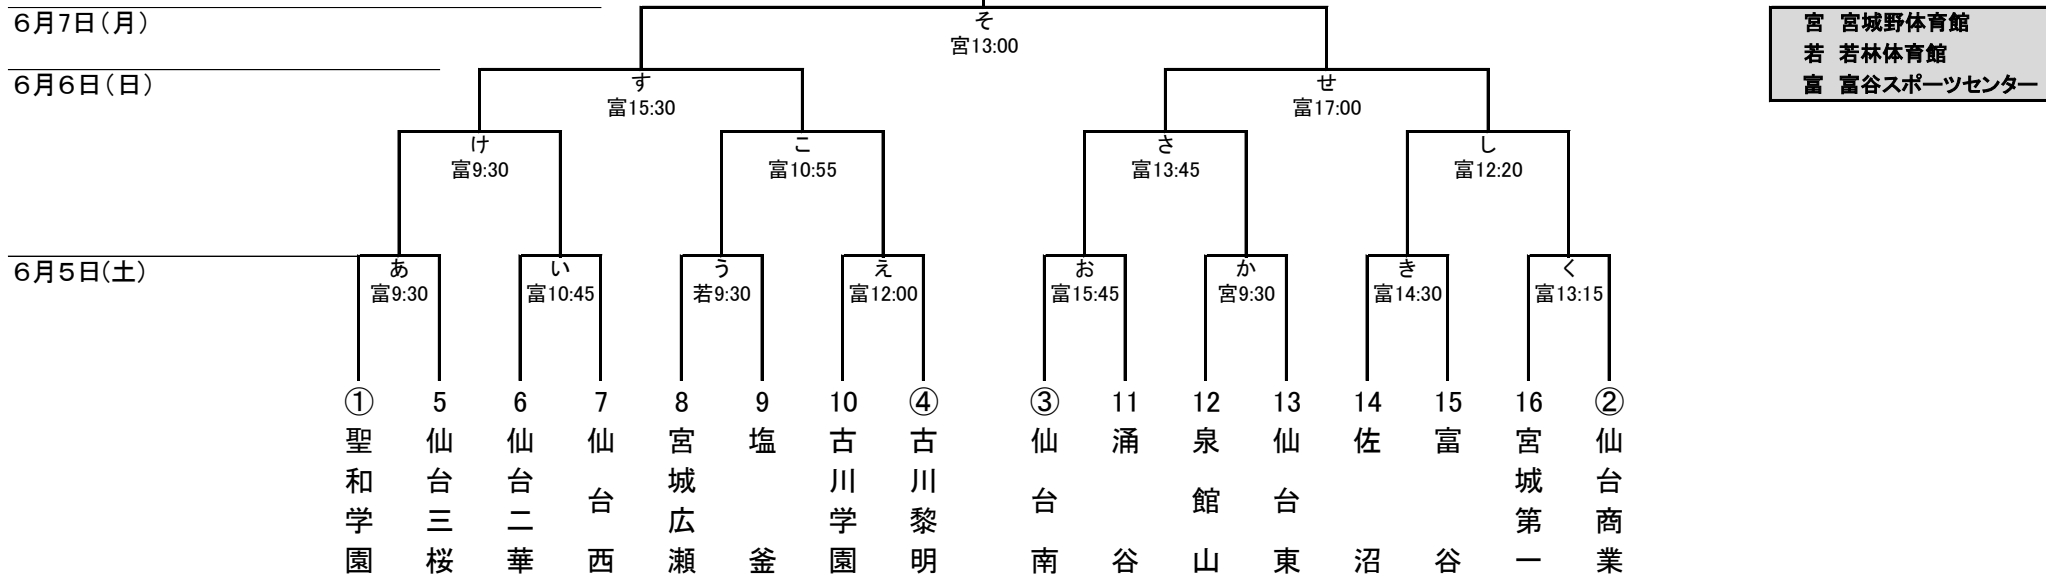 6月7日(月)
そ
宮13:00
宮 宮城野体育館
若 若林体育館
富 富谷スポーツセンター
6月6日(日)
す
富15:30
せ
富17:00
け
富9:30
こ
富10:55
さ
富13:45
し
富12:20
6月5日(土)
あ
富9:30
い
富10:45
う
若9:30
え
富12:00
お
富15:45
か
宮9:30
き
富14:30
く
富13:15
① 聖和学園
5 仙台三桜
6 仙台二華
7 仙台西
8 宮城広瀬
9 塩釜
10 古川学園
④ 古川黎明
③ 仙台南
11 涌谷
12 泉館山
13 仙台東
14 佐沼
15 富谷
16 宮城第一
② 仙台商業